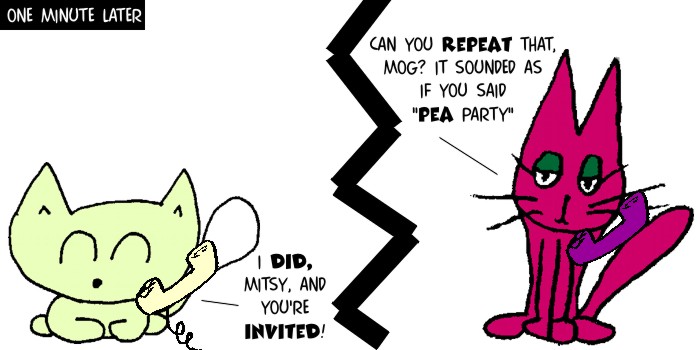 ONE MINUTE LATER
CAN YOU REPEAT THAT,
MOG? IT SOUNDED AS
IF YOU SAID
"PEA PARTY"
I DID,
MITSY, AND
YOU'RE
INVITED!